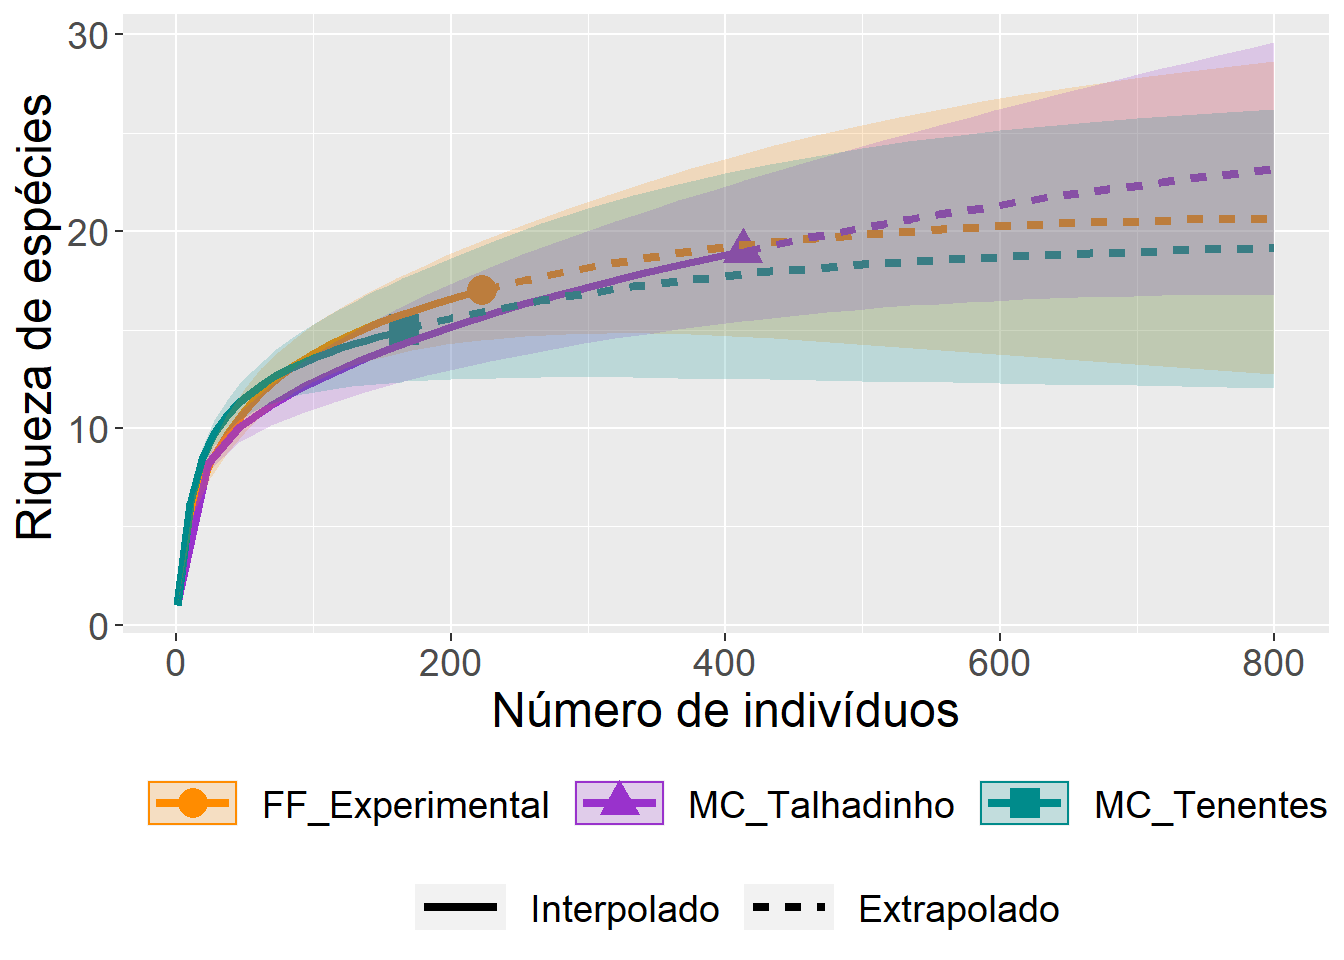 Riqueza de espécies
30
20
10
0
0 200 400 600 800
Número de indivíduos
FF_Experimental MC_Talhadinho MC_Tenentes
Interpolado Extrapolado